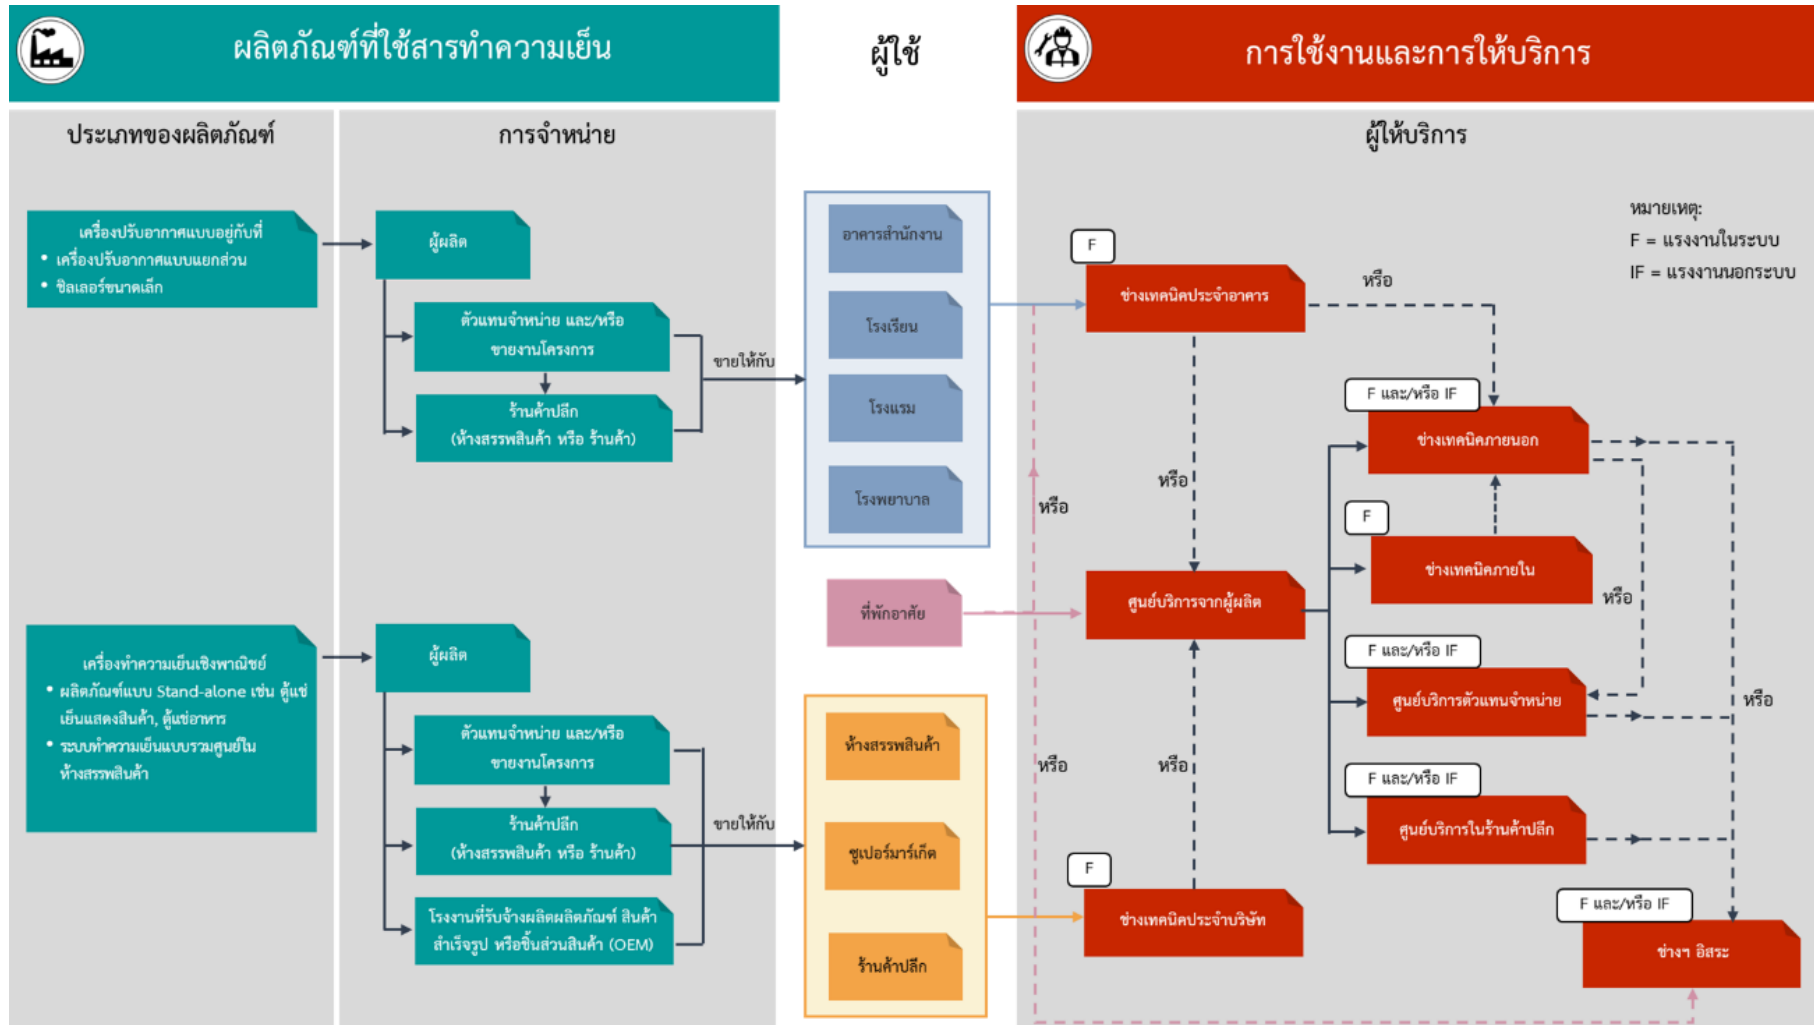 ผลิตภัณฑ์ที่ใช้สารทำความเย็น
ผู้ใช้
การใช้งานและการให้บริการ
ประเภทของผลิตภัณฑ์
การจำหน่าย
ผู้ให้บริการ
เครื่องปรับอากาศแบบอยู่กับที่
• เครื่องปรับอากาศแบบแยกส่วน
• ชิลเลอร์ขนาดเล็ก
ผู้ผลิต
ตัวแทนจำหน่าย และ/หรือ
ขายงานโครงการ
ร้านค้าปลีก
(ห้างสรรพสินค้า หรือ ร้านค้า)
ขายให้กับ
อาคารสำนักงาน
โรงเรียน
โรงแรม
โรงพยาบาล
ที่พักอาศัย
เครื่องทำความเย็นเชิงพาณิชย์
• ผลิตภัณฑ์แบบ Stand-alone เช่น ตู้แช่
เย็นแสดงสินค้า, ตู้แช่อาหาร
• ระบบทำความเย็นแบบรวมศูนย์ใน
ห้างสรรพสินค้า
ผู้ผลิต
ตัวแทนจำหน่าย และ/หรือ
ขายงานโครงการ
ร้านค้าปลีก
(ห้างสรรพสินค้า หรือ ร้านค้า)
โรงงานที่รับจ้างผลิตผลิตภัณฑ์ สินค้า
สำเร็จรูป หรือชิ้นส่วนสินค้า (OEM)
ขายให้กับ
ห้างสรรพสินค้า
ซูเปอร์มาร์เก็ต
ร้านค้าปลีก
หมายเหตุ:
F = แรงงานในระบบ
IF = แรงงานนอกระบบ
F
ช่างเทคนิคประจำอาคาร
หรือ
F และ/หรือ IF
ช่างเทคนิคภายนอก
หรือ
หรือ
F
ช่างเทคนิคภายใน
หรือ
ศูนย์บริการจากผู้ผลิต
F และ/หรือ IF
ศูนย์บริการตัวแทนจำหน่าย
หรือ
หรือ
หรือ
F และ/หรือ IF
ศูนย์บริการในร้านค้าปลีก
F
ช่างเทคนิคประจำบริษัท
F และ/หรือ IF
ช่างฯ อิสระ